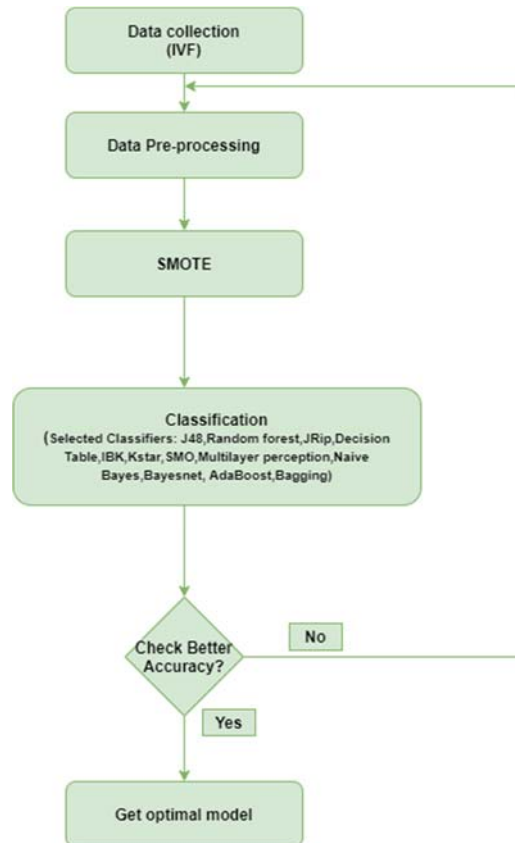 Data collection
(IVF)
Data Pre-processing
SMOTE
Classification
(Selected Classifiers: J48,Random forest,JRip,Decision
Table,IBK,Kstar,SMO,Multilayer perception,Naive
Bayes,Bayesnet, AdaBoost,Bagging)
Check Better
Accuracy?
No
Yes
Get optimal model